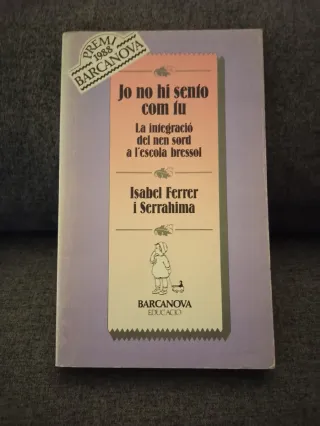 PREMI
1988
BARCANOVA
Jo no hi sento
com tu
La integració
del nen sord
a l'escola bressol
Isabel Ferrer
i Serrahima
BARCANOVA
EDUCACIÓ